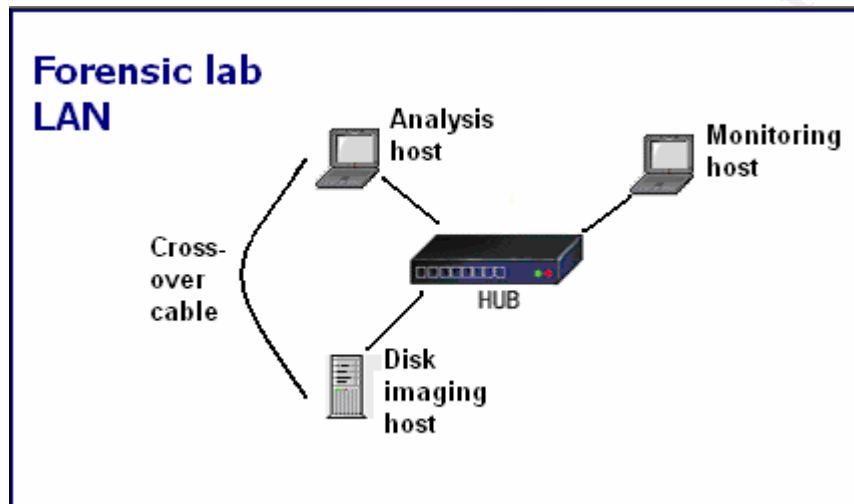 Forensic lab
LAN
Analysis
host
Monitoring
host
Cross-
over
cable
HUB
Disk
imaging
host